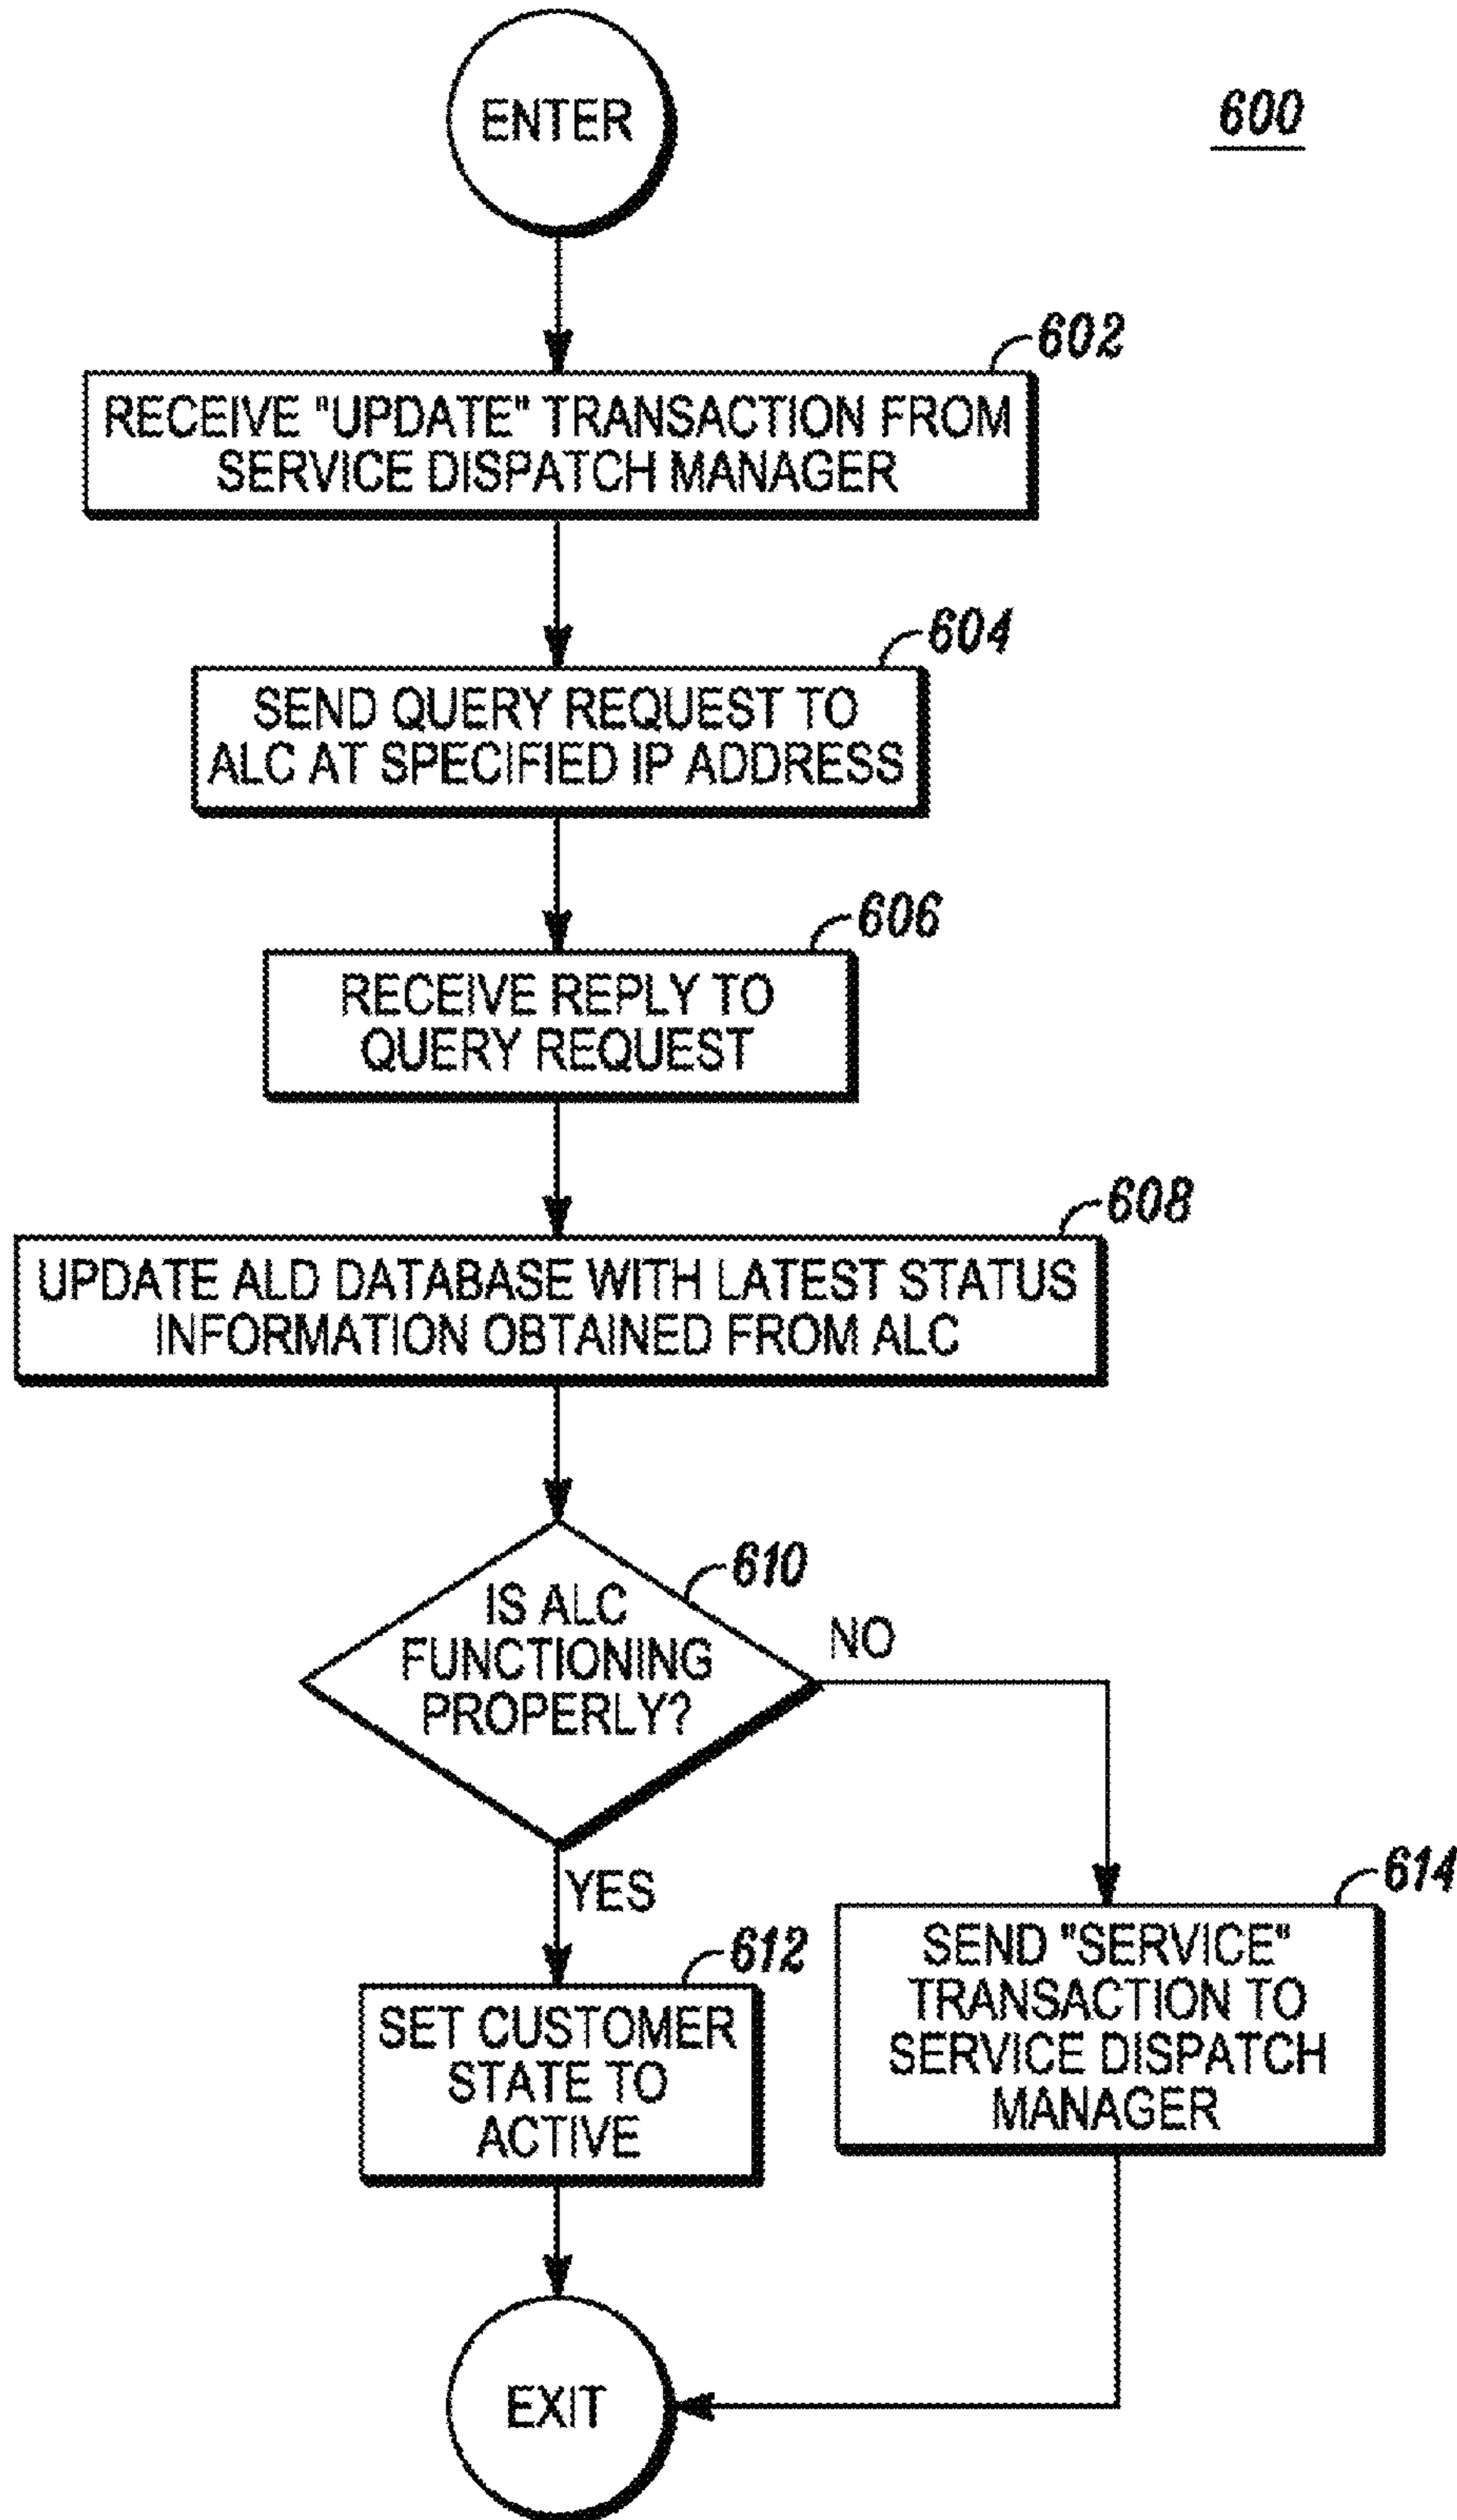 ENTER
600
602
RECEIVE "UPDATE" TRANSACTION FROM
SERVICE DISPATCH MANAGER
604
SEND QUERY REQUEST TO
ALC AT SPECIFIED IP ADDRESS
606
RECEIVE REPLY TO
QUERY REQUEST
608
UPDATE ALD DATABASE WITH LATEST STATUS
INFORMATION OBTAINED FROM ALC
610
IS ALC
FUNCTIONING
PROPERLY?
NO
YES
614
SEND "SERVICE"
TRANSACTION TO
SERVICE DISPATCH
MANAGER
612
SET CUSTOMER
STATE TO
ACTIVE
EXIT